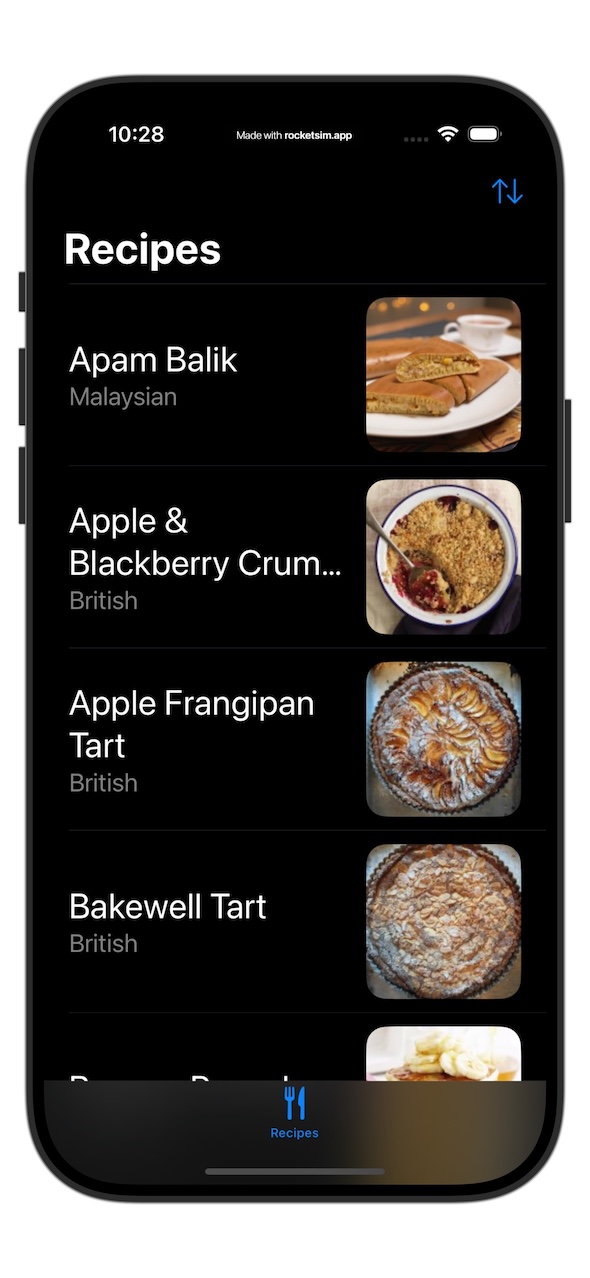 10:28
Made with rocketsim.app
Recipes
Apam Balik
Malaysian
Apple &
Blackberry Crum...
British
Apple Frangipan
Tart
British
Bakewell Tart
British
Recipes